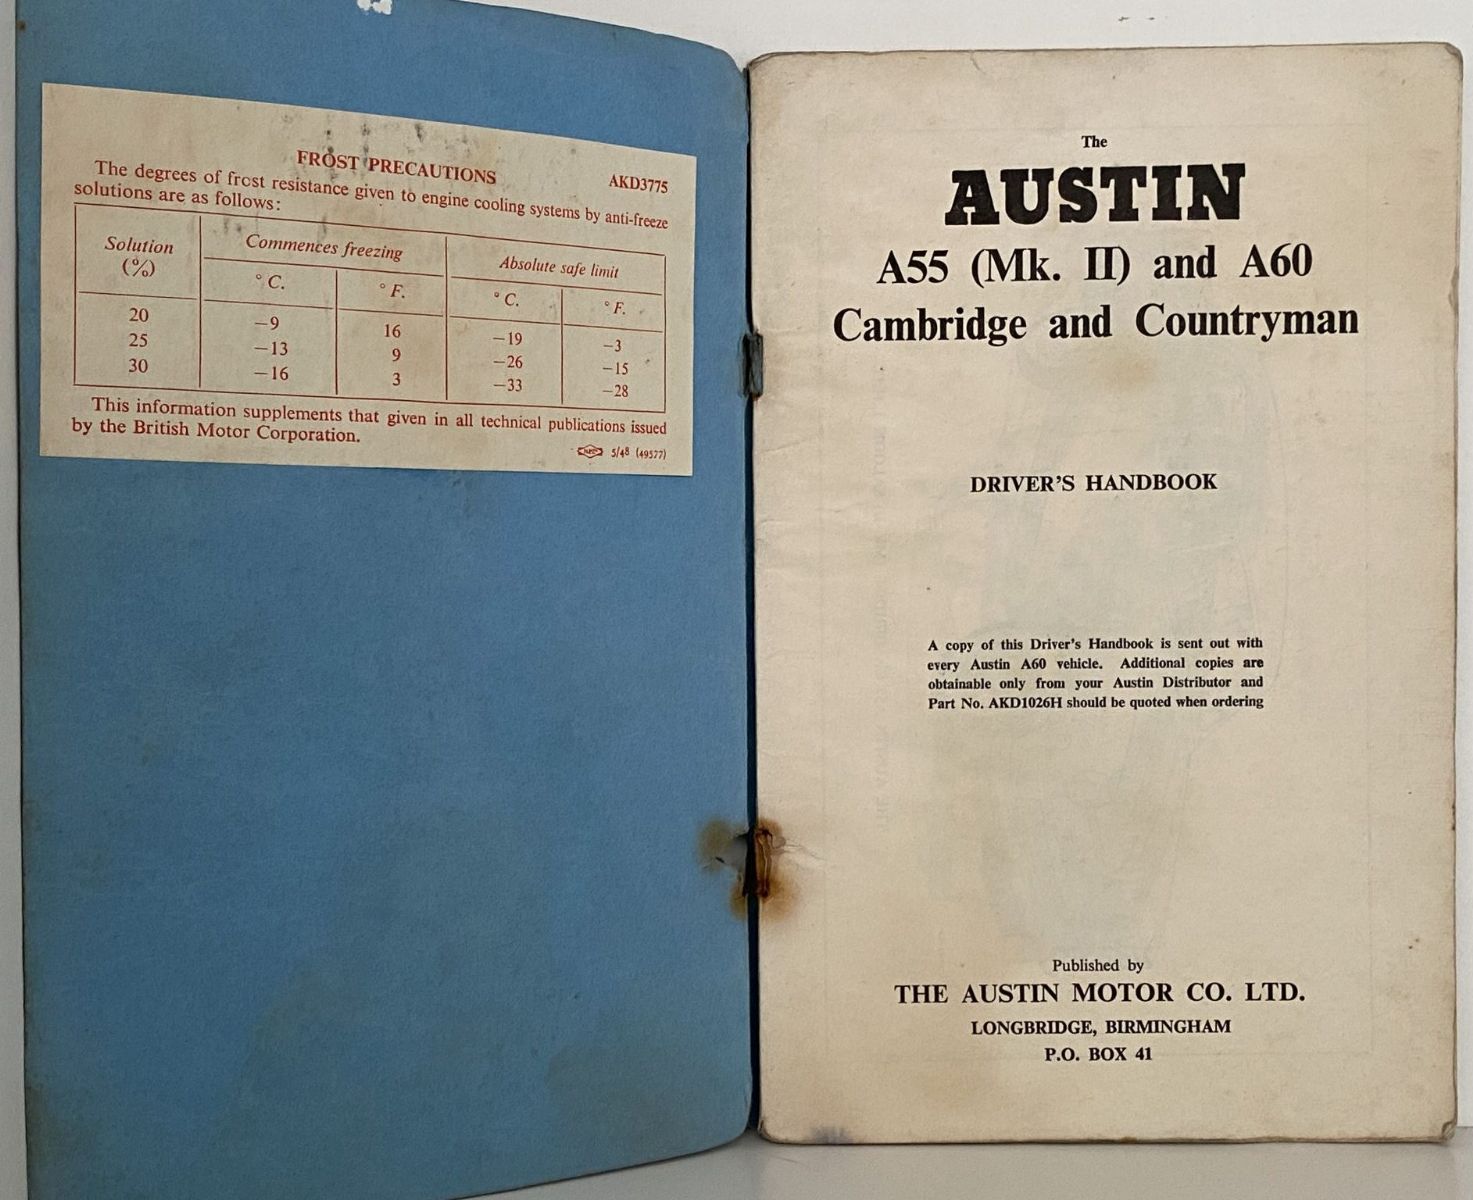 FROST PRECAUTIONS
AKD3775
The degrees of frost resistance given to engine cooling systems by anti-freeze
solutions are as follows:
Solution (%) Commences freezing Absolute safe limit
° C. ° F. ° C. ° F.
20 −9 16 −19 −3
25 −13 9 −26 −15
30 −16 3 −33 −28
This information supplements that given in all technical publications issued
by the British Motor Corporation.
5/48 (49577)
The
AUSTIN
A55 (Mk. II) and A60
Cambridge and Countryman
DRIVER'S HANDBOOK
A copy of this Driver's Handbook is sent out with
every Austin A60 vehicle. Additional copies are
obtainable only from your Austin Distributor and
Part No. AKD1026H should be quoted when ordering
Published by
THE AUSTIN MOTOR CO. LTD.
LONGBRIDGE, BIRMINGHAM
P.O. BOX 41